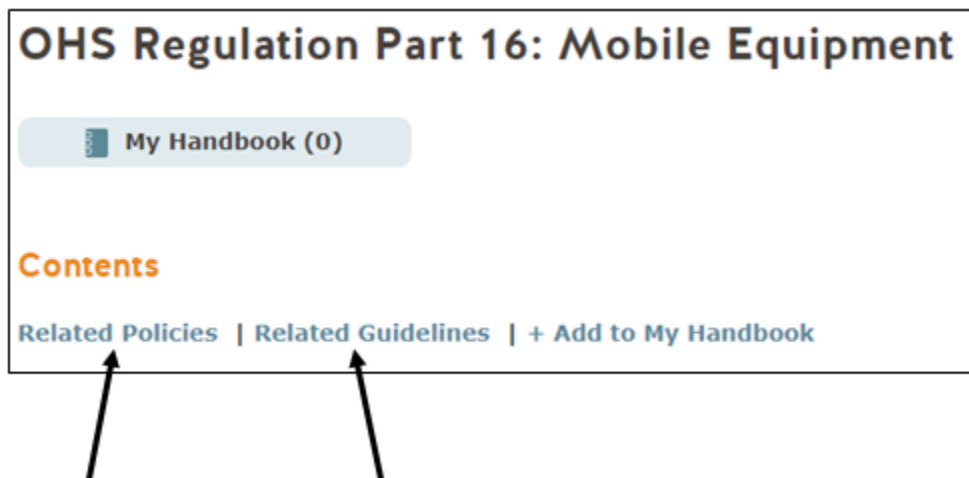 OHS Regulation Part 16: Mobile Equipment
My Handbook (0)
Contents
Related Policies | Related Guidelines | + Add to My Handbook